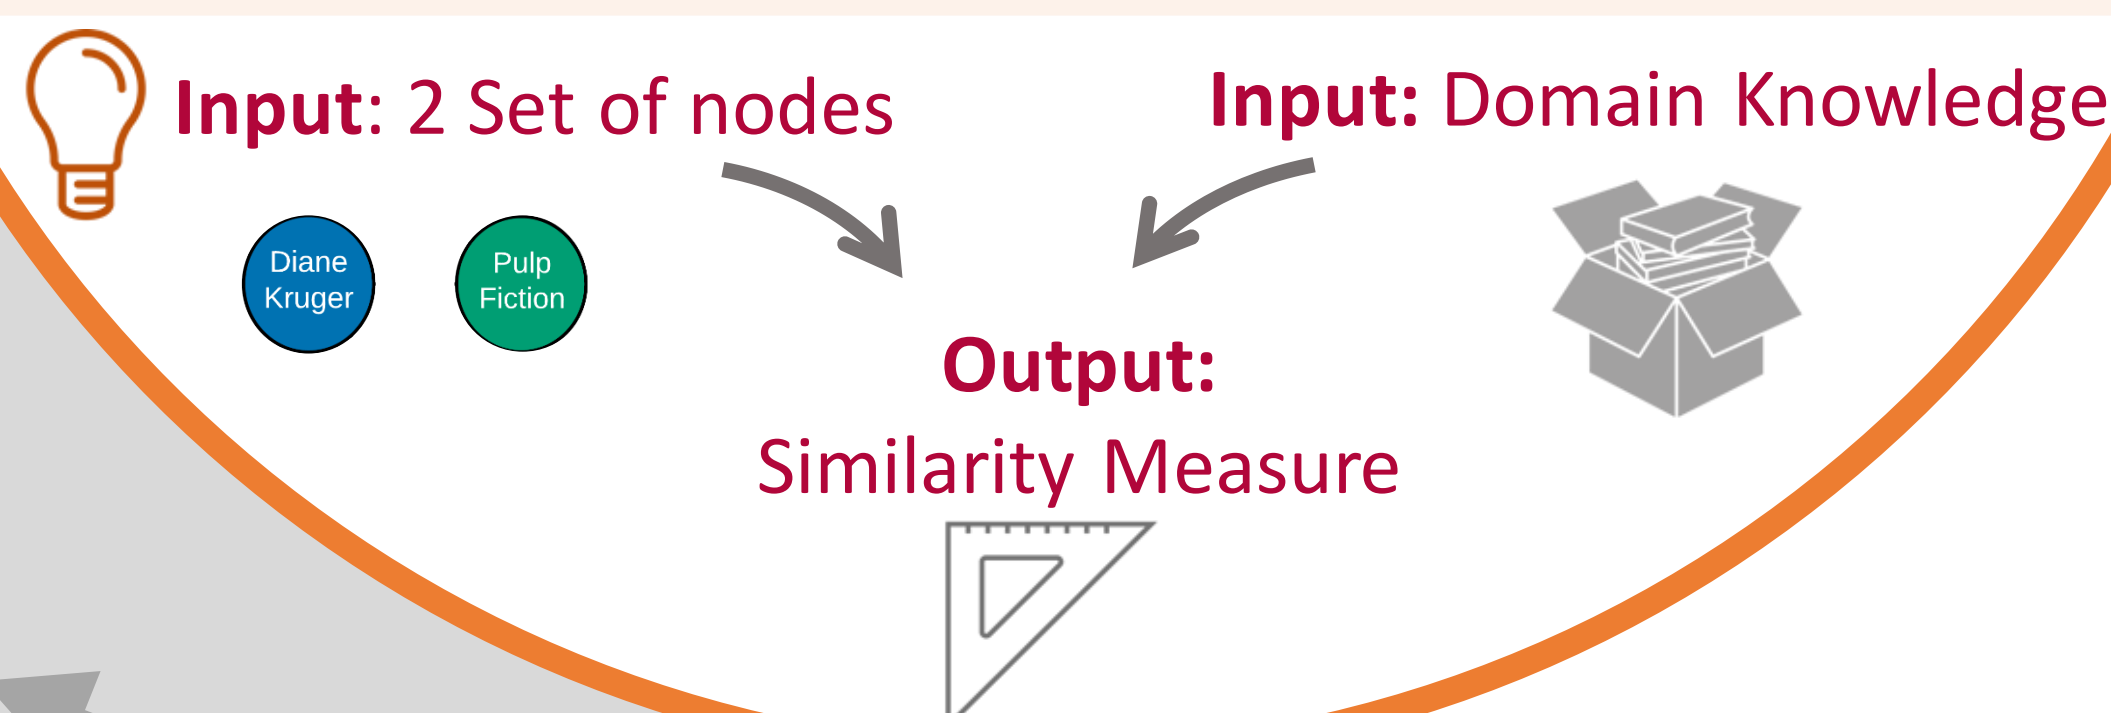 Input: 2 Set of nodes
Input: Domain Knowledge
Diane
Kruger
Pulp
Fiction
Output:
Similarity Measure